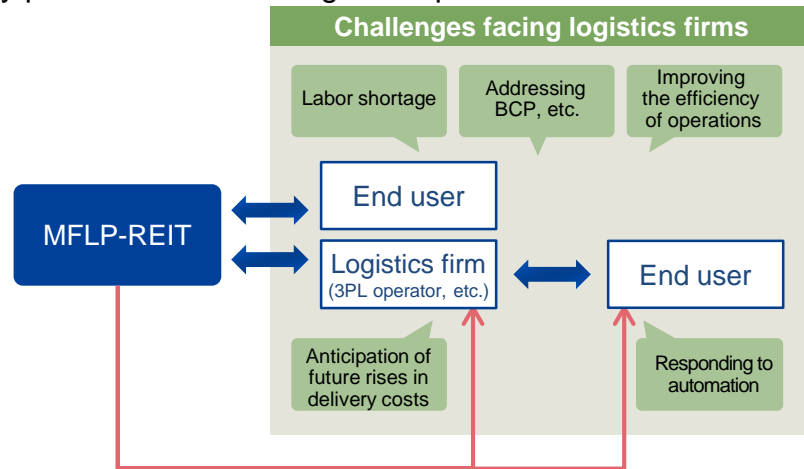 Challenges facing logistics firms
Labor shortage
Addressing
BCP, etc.
Improving
the efficiency
of operations
End user
MFLP-REIT
Logistics firm
(3PL operator, etc.)
End user
Anticipation of
future rises in
delivery costs
Responding to
automation